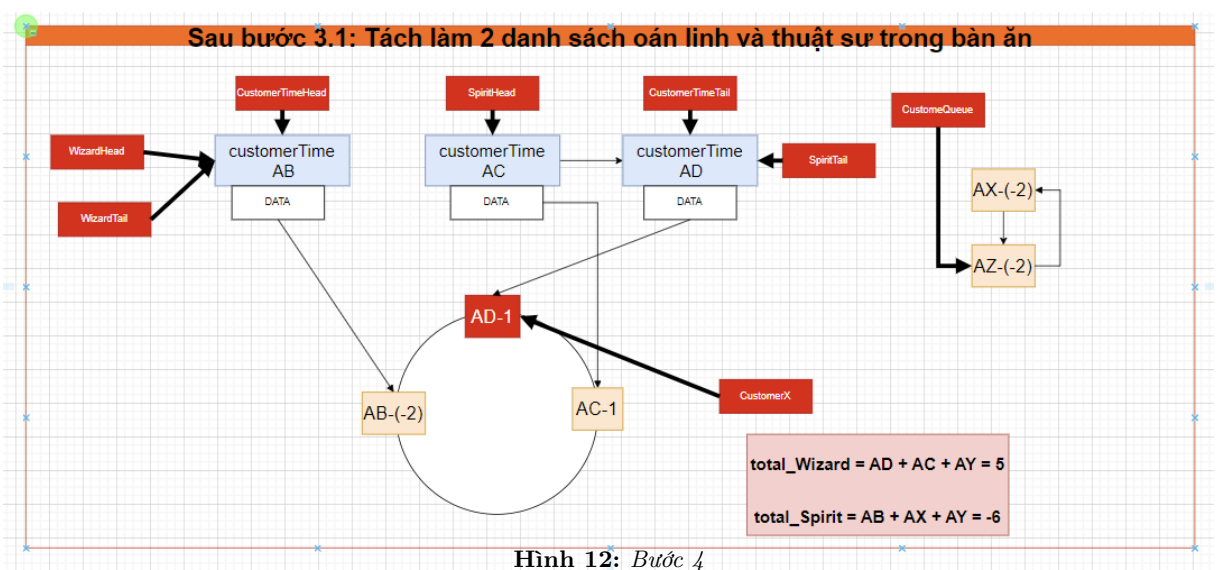 Sau bước 3.1: Tách làm 2 danh sách oán linh và thuật sư trong bàn ăn
CustomerTimeHead
SpiritHead
CustomerTimeTail
CustomeQueue
WizardHead
customerTime
AB
customerTime
AC
customerTime
AD
SpiritTail
DATA
DATA
DATA
WizardTail
AX-(-2)
AZ-(-2)
AD-1
AB-(-2)
AC-1
CustomerX
total_Wizard = AD + AC + AY = 5
total_Spirit = AB + AX + AY = -6
Hình 12: Bước 4